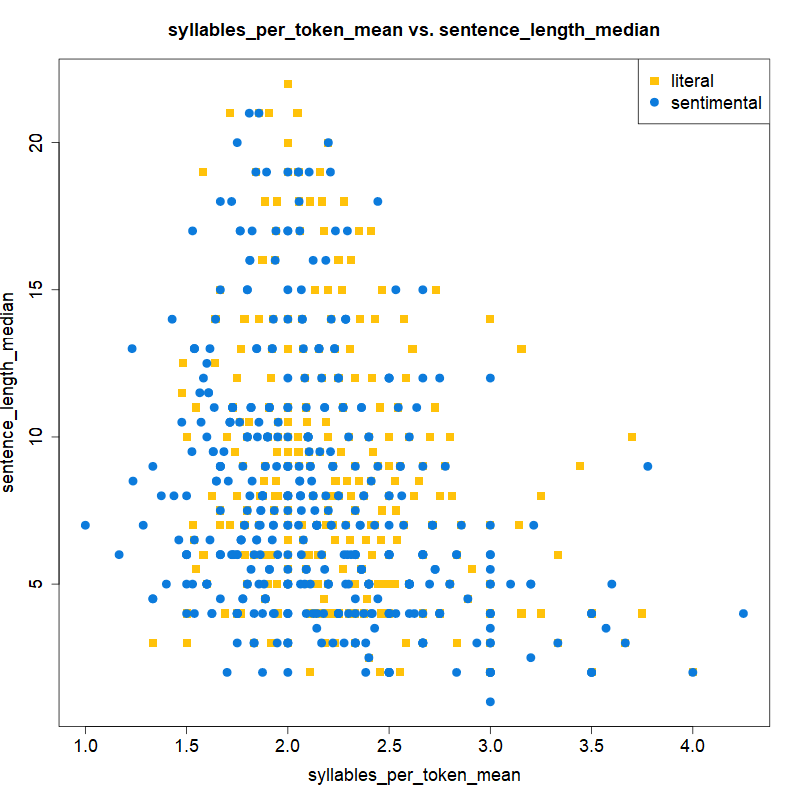 syllables_per_token_mean vs. sentence_length_median
literal
sentimental
20
15
10
5
sentence_length_median
1.0 1.5 2.0 2.5 3.0 3.5 4.0
syllables_per_token_mean